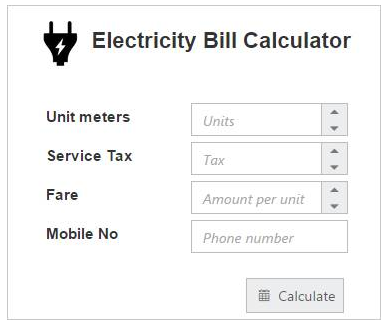 Electricity Bill Calculator
Unit meters Units
Service Tax Tax
Fare Amount per unit
Mobile No Phone number
Calculate